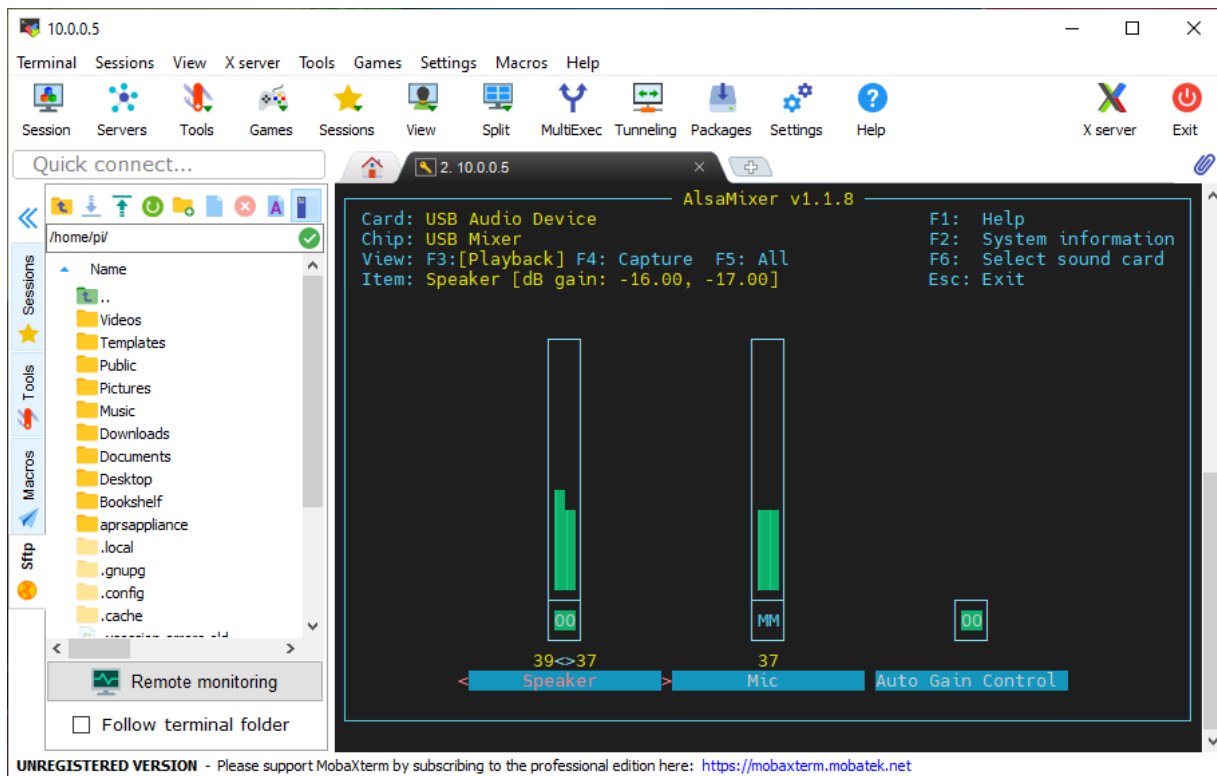 10.0.0.5
Terminal Sessions View X server Tools Games Settings Macros Help
Session Servers Tools Games Sessions View Split MultiExec Tunneling Packages Settings Help X server Exit
Quick connect...
2. 10.0.0.5
/home/pi/
Name
..
Videos
Templates
Public
Pictures
Music
Downloads
Documents
Desktop
Bookshelf
aprsappliance
.local
.gnupg
.config
.cache
Sessions
Tools
Macros
Sftp
Remote monitoring
Follow terminal folder
AlsaMixer v1.1.8
Card: USB Audio Device F1: Help
Chip: USB Mixer F2: System information
View: F3:[Playback] F4: Capture F5: All F6: Select sound card
Item: Speaker [dB gain: -16.00, -17.00] Esc: Exit
OO MM OO
39<>37 37
< Speaker > Mic Auto Gain Control
UNREGISTERED VERSION - Please support MobaXterm by subscribing to the professional edition here: https://mobaxterm.mobatek.net